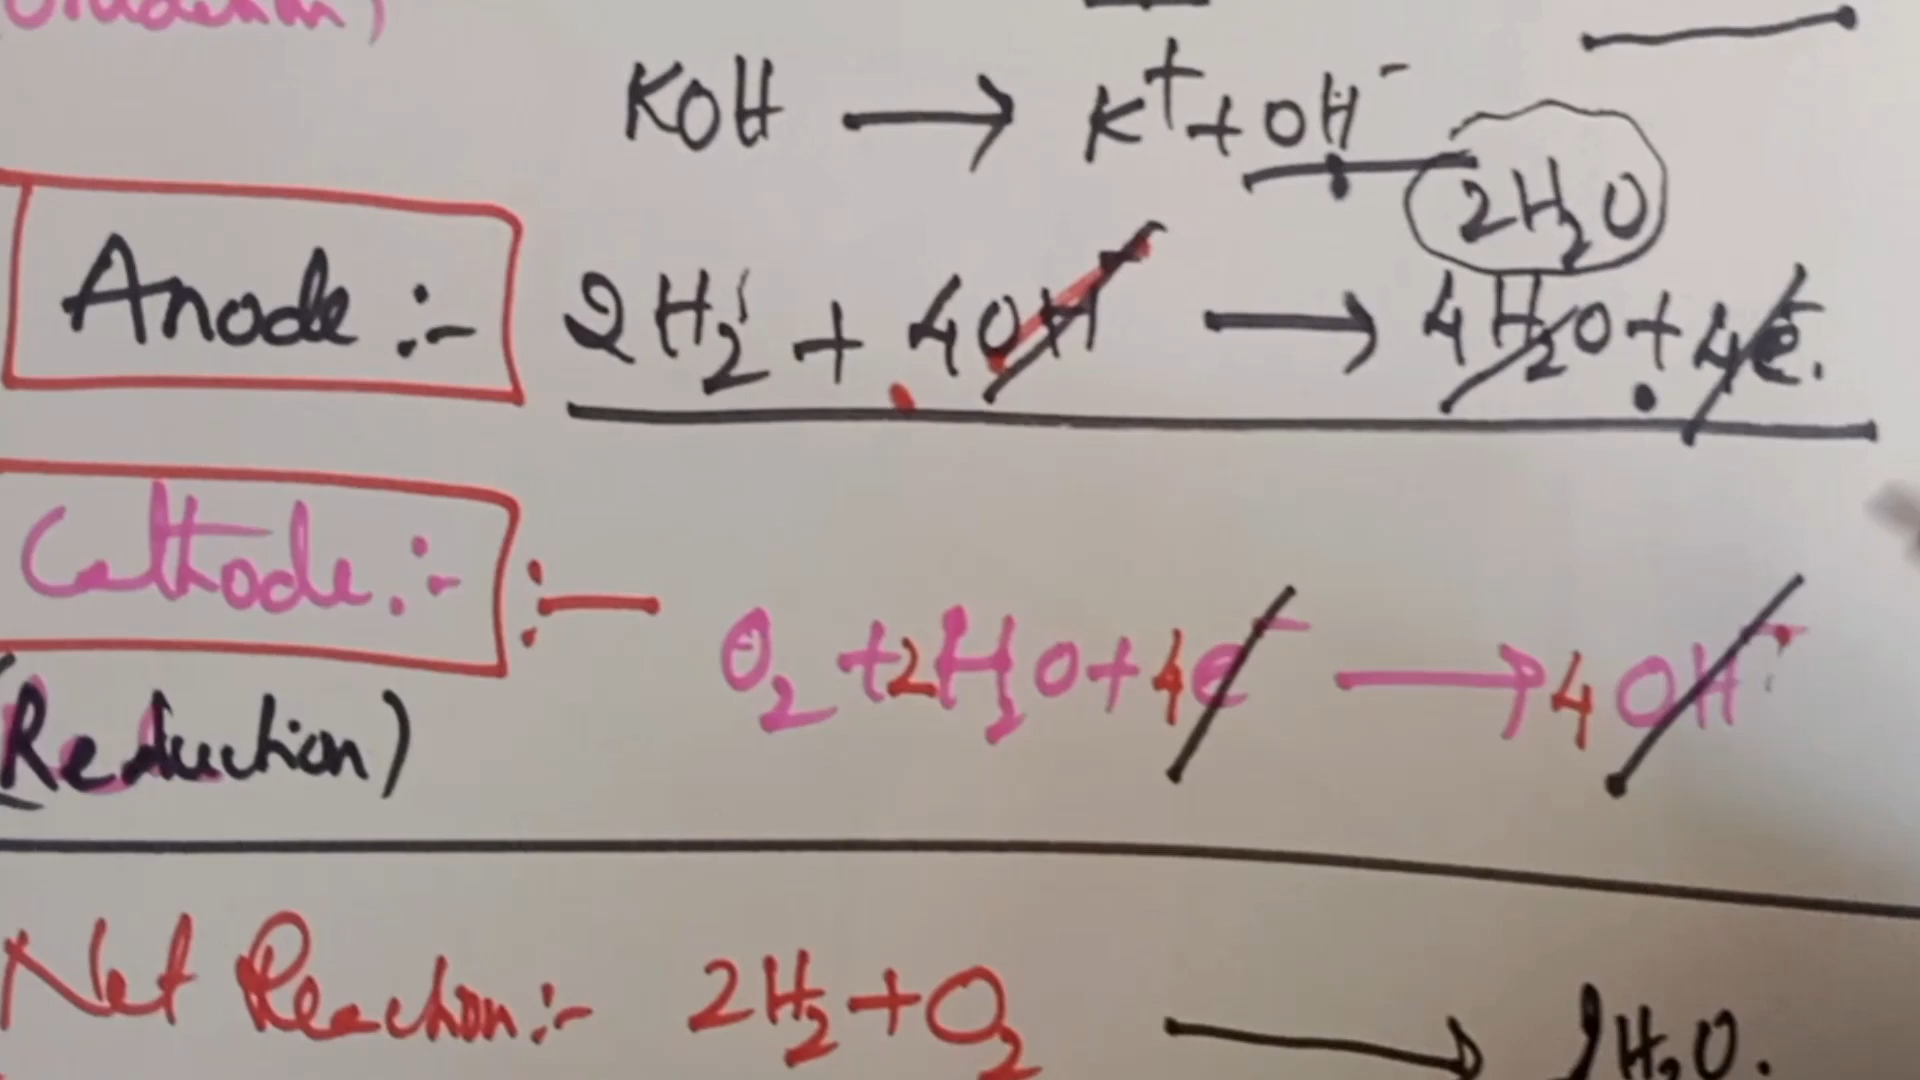 KOH → K⁺ + OH⁻
2H₂O
Anode :- 2H₂ + 4OH → 4H₂O + 4e⁻.
Cathode :- :- O₂ + 2H₂O + 4e⁻ → 4OH⁻
(Reduction)
Net Reaction :- 2H₂ + O₂ → 2H₂O.